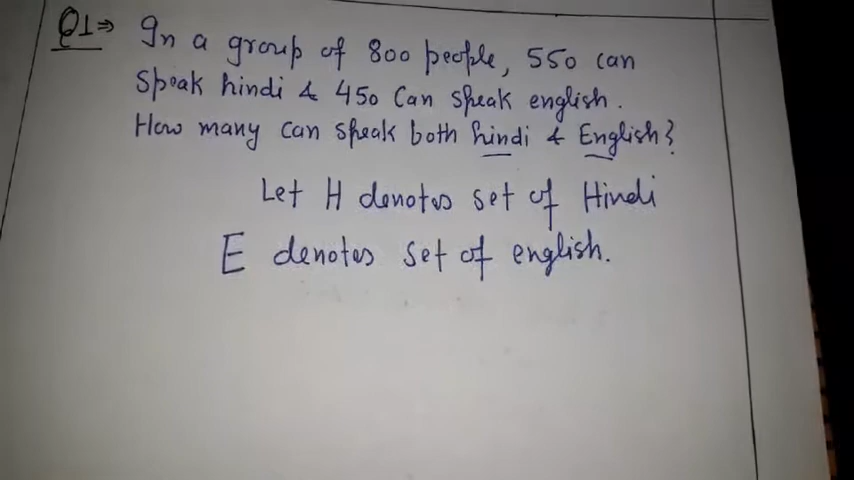 Q1⇒ In a group of 800 people, 550 can
speak hindi & 450 Can speak english.
How many can speak both hindi & English?
Let H denotes set of Hindi
E denotes set of english.